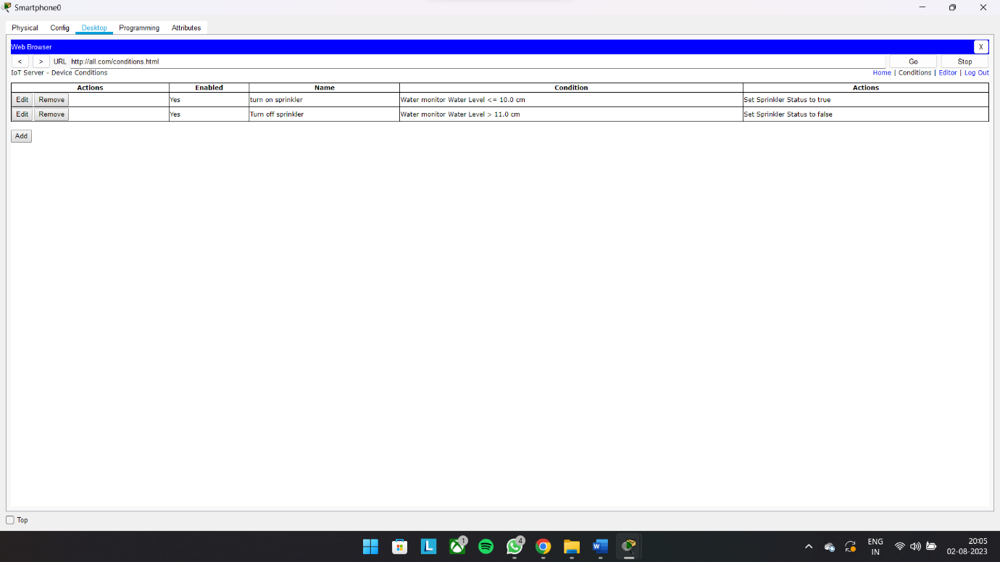 Smartphone0
Physical Config Desktop Programming Attributes
Web Browser X
< > URL http://all.com/conditions.html Go Stop
IoT Server - Device Conditions Home | Conditions | Editor | Log Out
Actions Enabled Name Condition Actions
Edit Remove Yes turn on sprinkler Water monitor Water Level <= 10.0 cm Set Sprinkler Status to true
Edit Remove Yes Turn off sprinkler Water monitor Water Level > 11.0 cm Set Sprinkler Status to false
Add
Top
L 1 4 W ENG 20:05
IN 02-08-2023